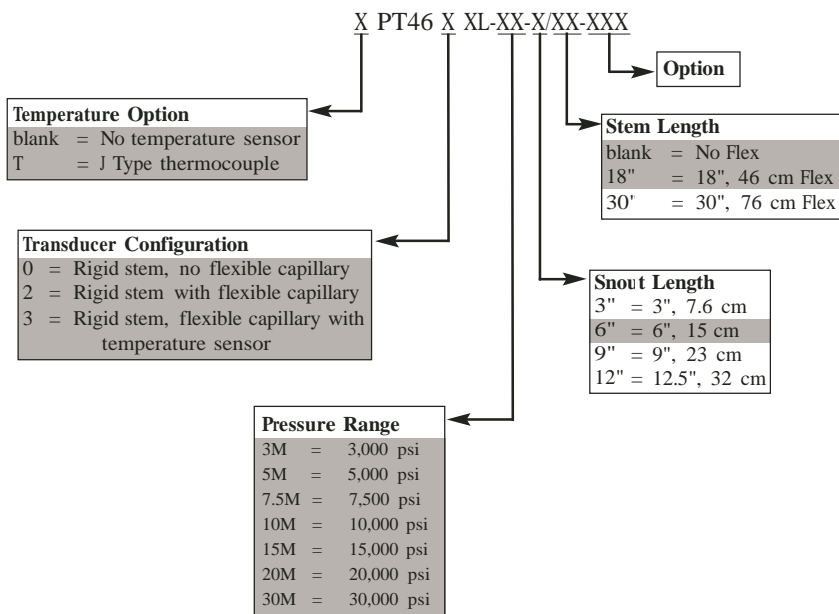 X PT46 X XL-XX-X/XX-XXX
Option
Temperature Option
blank = No temperature sensor
T = J Type thermocouple
Stem Length
blank = No Flex
18" = 18", 46 cm Flex
30' = 30", 76 cm Flex
Transducer Configuration
0 = Rigid stem, no flexible capillary
2 = Rigid stem with flexible capillary
3 = Rigid stem, flexible capillary with
temperature sensor
Snout Length
3" = 3", 7.6 cm
6" = 6", 15 cm
9" = 9", 23 cm
12" = 12.5", 32 cm
Pressure Range
3M = 3,000 psi
5M = 5,000 psi
7.5M = 7,500 psi
10M = 10,000 psi
15M = 15,000 psi
20M = 20,000 psi
30M = 30,000 psi